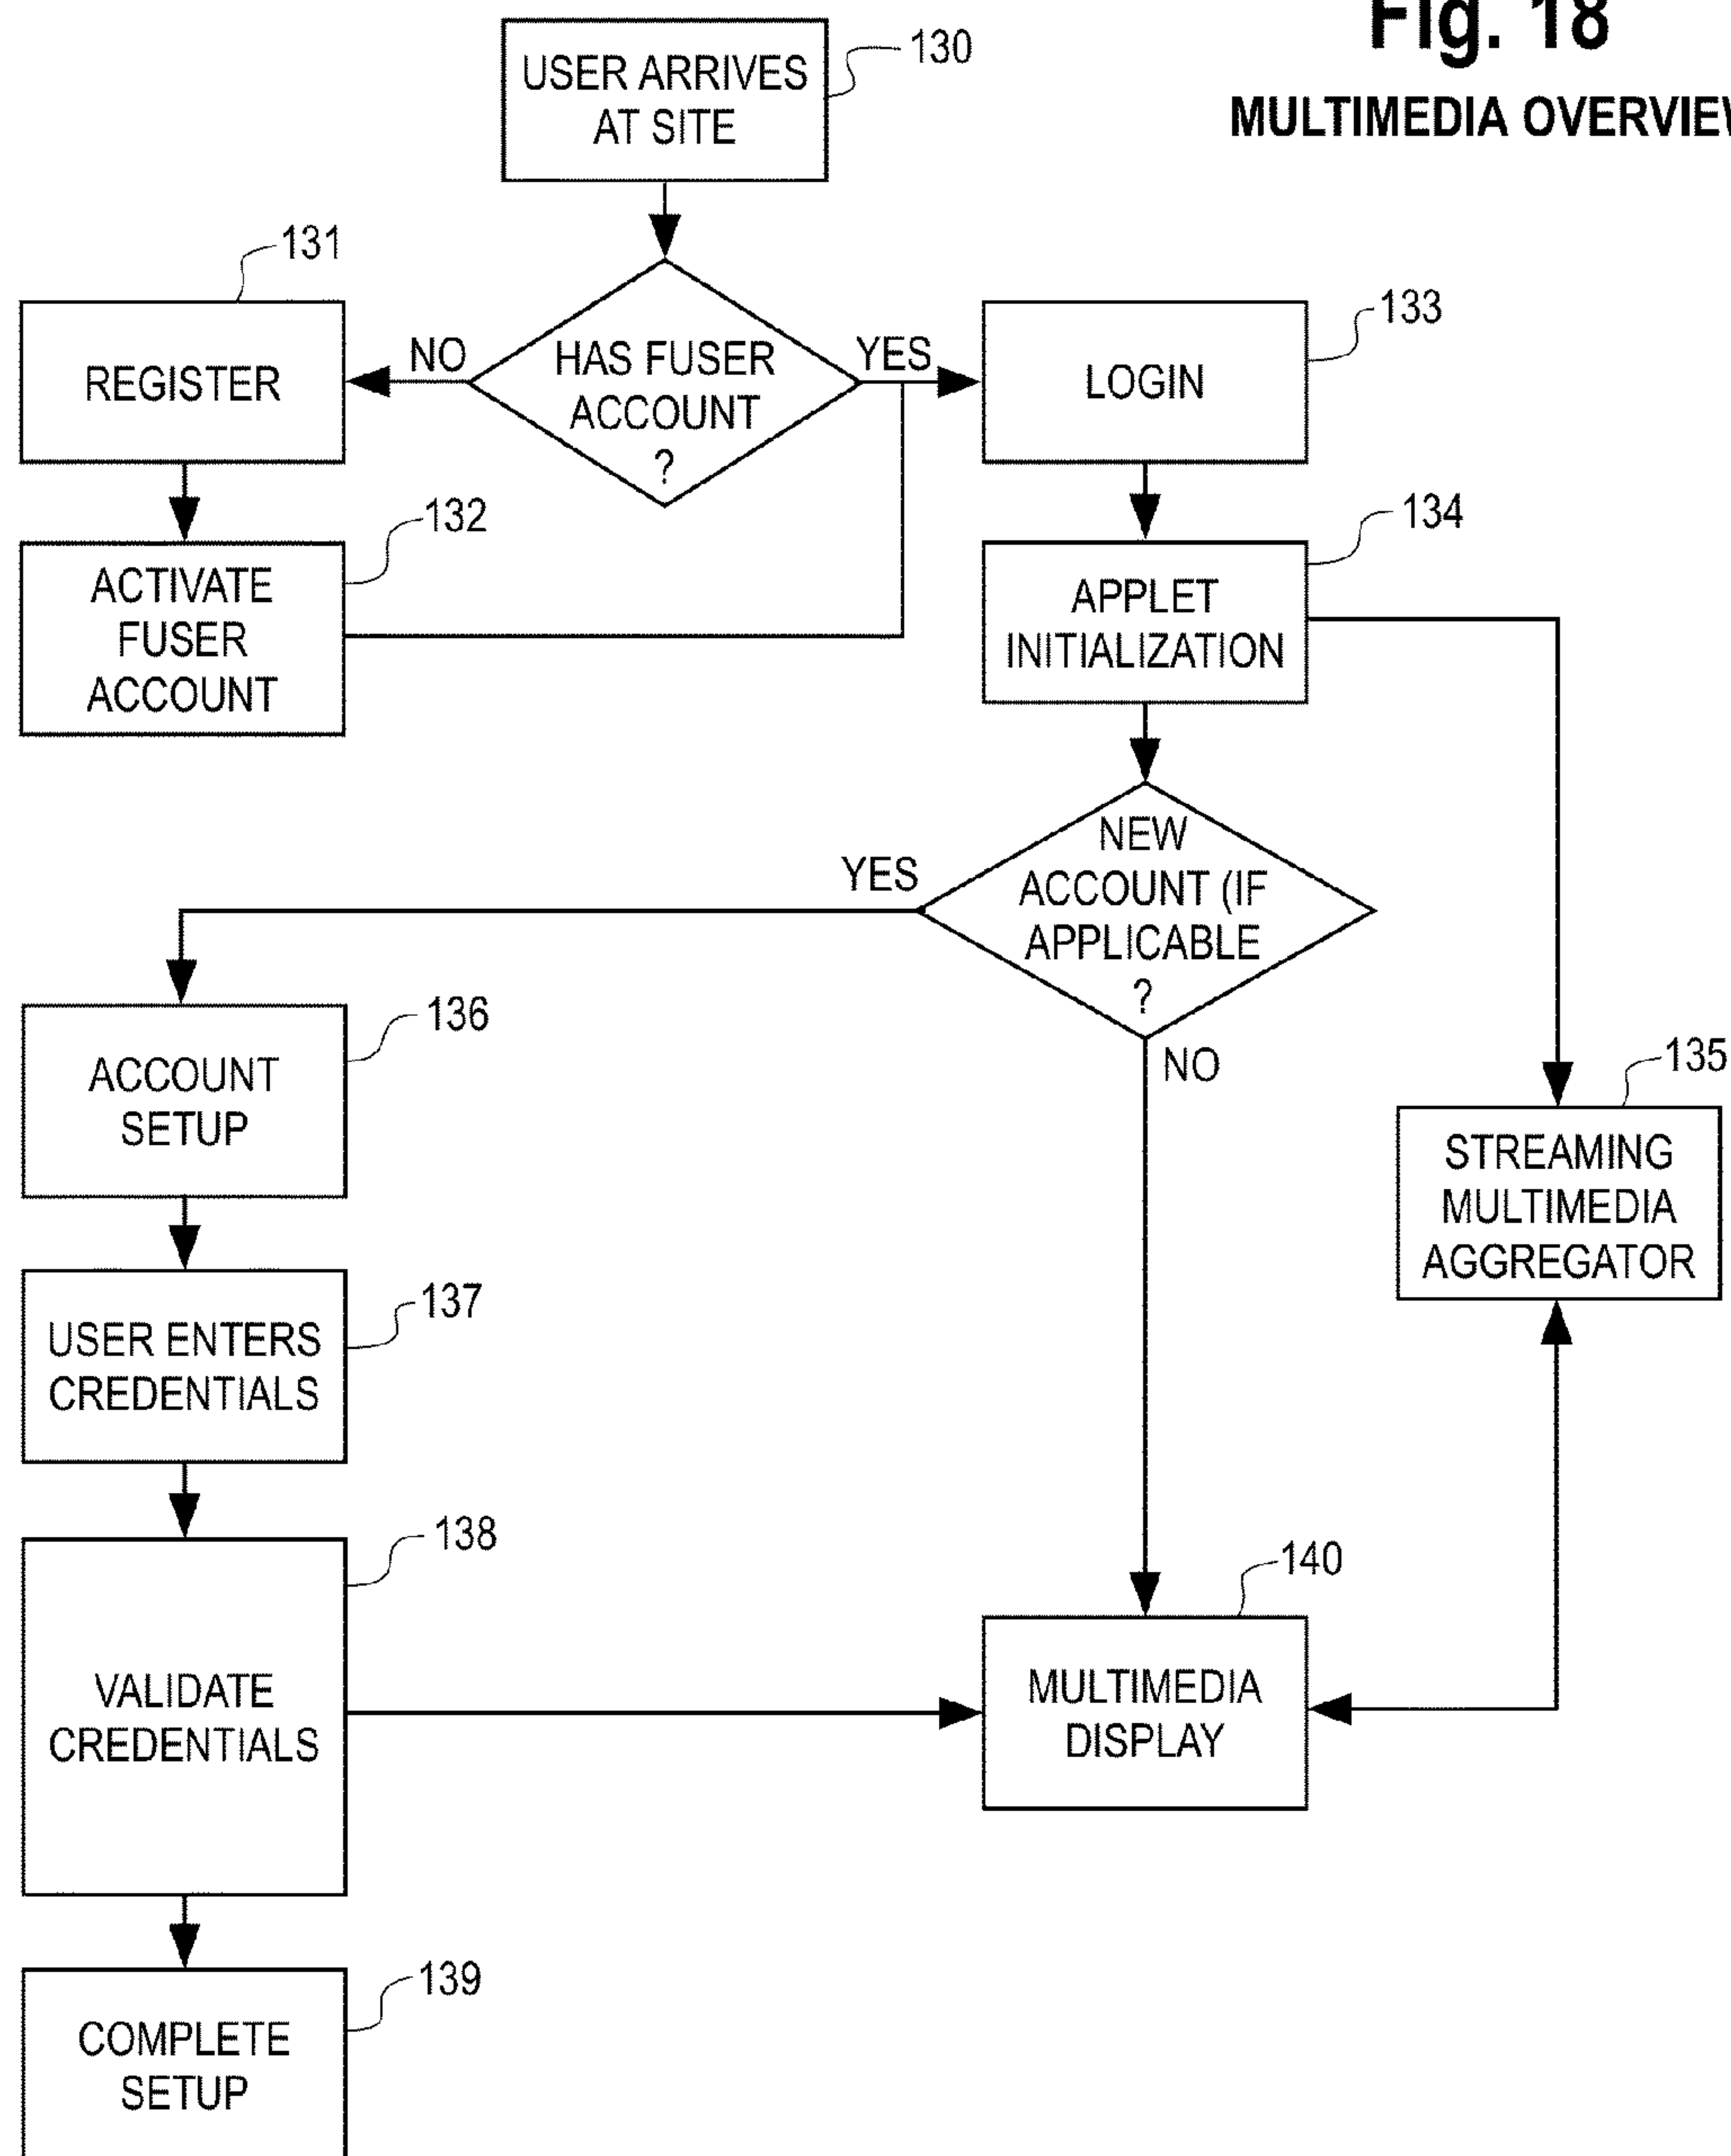 Fig. 18
MULTIMEDIA OVERVIEW
USER ARRIVES
AT SITE
130
131
REGISTER
NO
HAS FUSER
ACCOUNT
?
YES
LOGIN
133
132
ACTIVATE
FUSER
ACCOUNT
APPLET
INITIALIZATION
134
NEW
ACCOUNT (IF
APPLICABLE
?
YES
NO
136
ACCOUNT
SETUP
135
STREAMING
MULTIMEDIA
AGGREGATOR
137
USER ENTERS
CREDENTIALS
138
VALIDATE
CREDENTIALS
140
MULTIMEDIA
DISPLAY
139
COMPLETE
SETUP